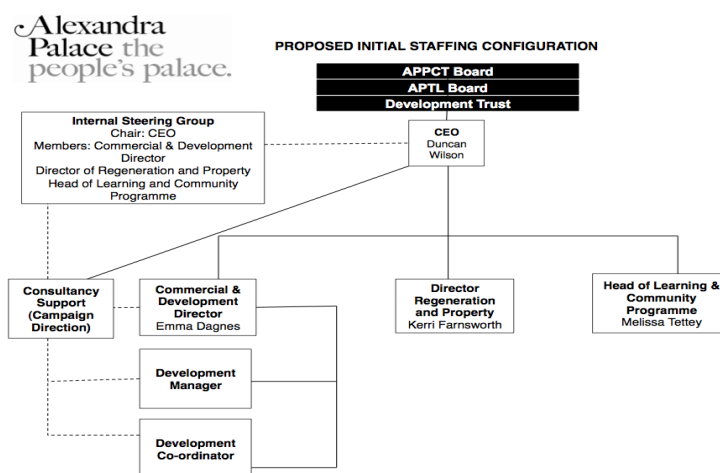 Alexandra
Palace the
people's palace.
PROPOSED INITIAL STAFFING CONFIGURATION
APPCT Board
APTL Board
Development Trust
Internal Steering Group
Chair: CEO
Members: Commercial & Development
Director
Director of Regeneration and Property
Head of Learning and Community
Programme
CEO
Duncan
Wilson
Consultancy
Support
(Campaign
Direction)
Commercial &
Development
Director
Emma Dagnes
Director
Regeneration
and Property
Kerri Farnsworth
Head of Learning &
Community
Programme
Melissa Tettey
Development
Manager
Development
Co-ordinator